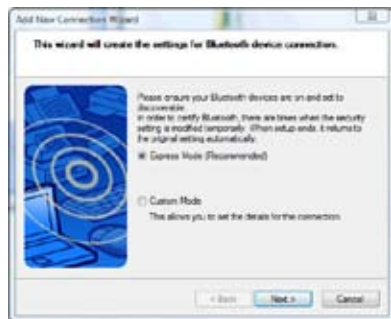 Add New Connection Wizard
This wizard will create the settings for Bluetooth device connection.
Please ensure your Bluetooth devices are on and set to
discoverable.
In order to certify Bluetooth, there are times when the security
setting is modified temporally. When setup ends, it returns to
the original setting automatically.
Express Mode (Recommended)
Custom Mode
This allows you to set the details for the connection.
< Back
Next >
Cancel